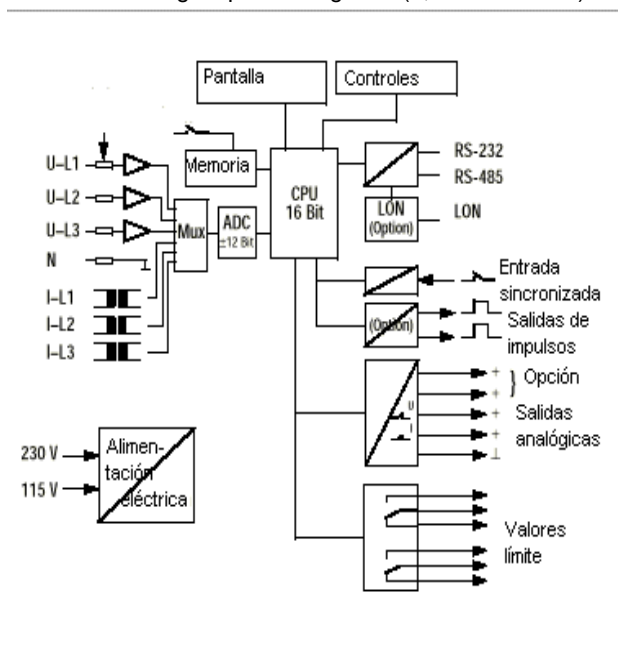 Pantalla
Controles
U–L1
U–L2
U–L3
N
I–L1
I–L2
I–L3
Mux
ADC
±12 Bit
Memoria
CPU
16 Bit
RS-232
RS-485
LON
(Option)
LON
Entrada
sincronizada
(Option)
Salidas de
impulsos
U
I
+
+
+
+
⊥
} Opción
Salidas
analógicas
230 V
115 V
Alimen-
tación
eléctrica
Valores
límite